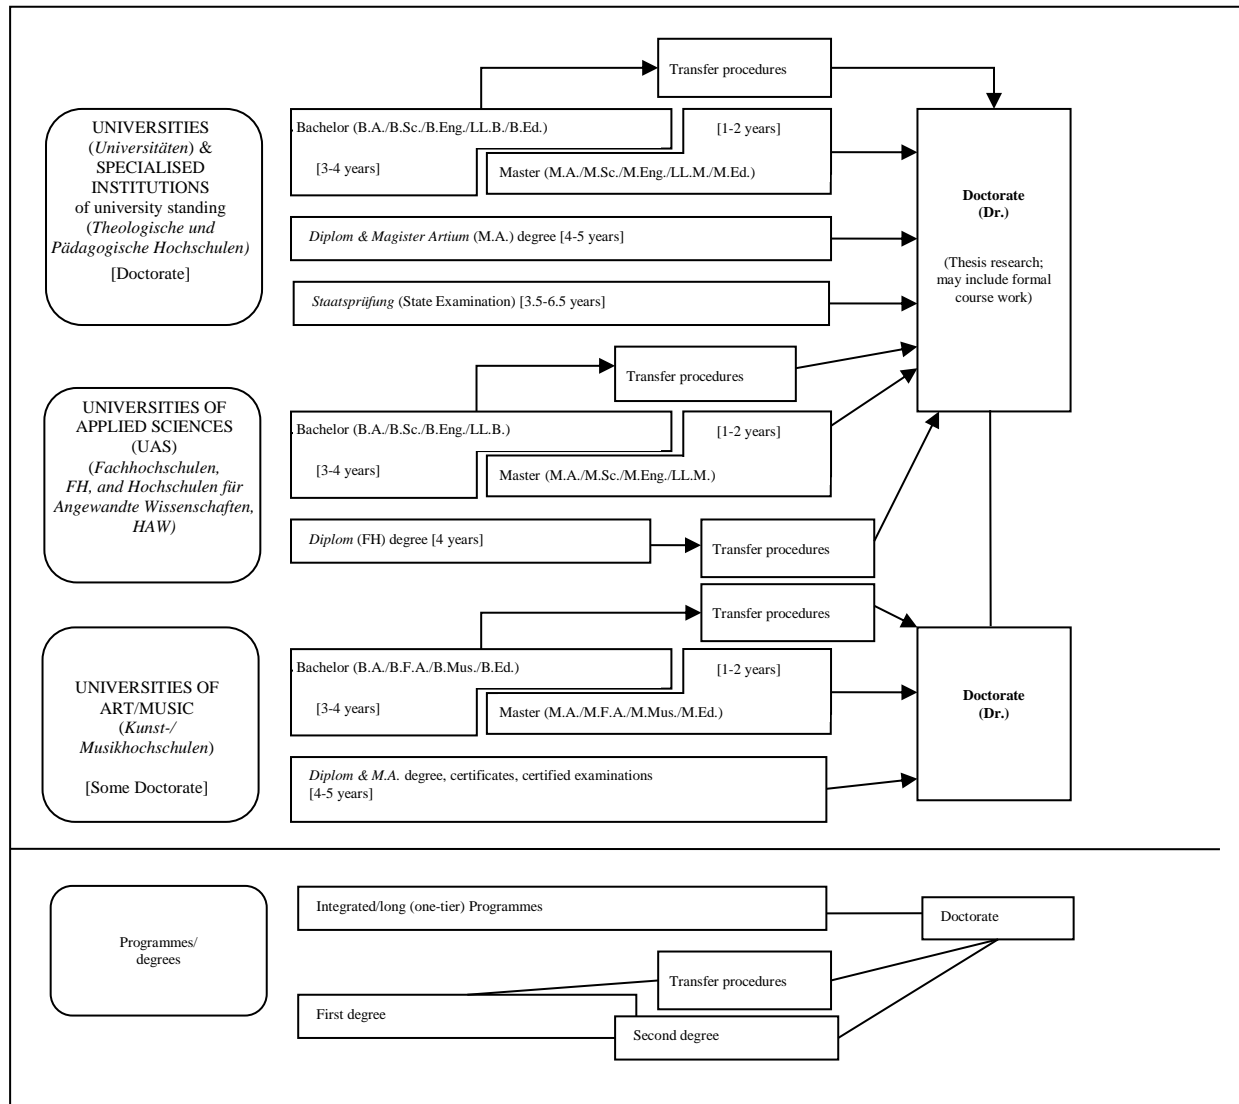 Transfer procedures
UNIVERSITIES
(Universitäten) &
SPECIALISED
INSTITUTIONS
of university standing
(Theologische und
Pädagogische Hochschulen)
[Doctorate]
Bachelor (B.A./B.Sc./B.Eng./LL.B./B.Ed.)
[3-4 years]
[1-2 years]
Master (M.A./M.Sc./M.Eng./LL.M./M.Ed.)
Diplom & Magister Artium (M.A.) degree [4-5 years]
Staatsprüfung (State Examination) [3.5-6.5 years]
Doctorate
(Dr.)
(Thesis research;
may include formal
course work)
Transfer procedures
UNIVERSITIES OF
APPLIED SCIENCES
(UAS)
(Fachhochschulen,
FH, and Hochschulen für
Angewandte Wissenschaften,
HAW)
Bachelor (B.A./B.Sc./B.Eng./LL.B.)
[3-4 years]
[1-2 years]
Master (M.A./M.Sc./M.Eng./LL.M.)
Diplom (FH) degree [4 years]
Transfer procedures
Transfer procedures
UNIVERSITIES OF
ART/MUSIC
(Kunst-/
Musikhochschulen)
[Some Doctorate]
Bachelor (B.A./B.F.A./B.Mus./B.Ed.)
[3-4 years]
[1-2 years]
Master (M.A./M.F.A./M.Mus./M.Ed.)
Diplom & M.A. degree, certificates, certified examinations
[4-5 years]
Doctorate
(Dr.)
Programmes/
degrees
Integrated/long (one-tier) Programmes
Doctorate
Transfer procedures
First degree
Second degree